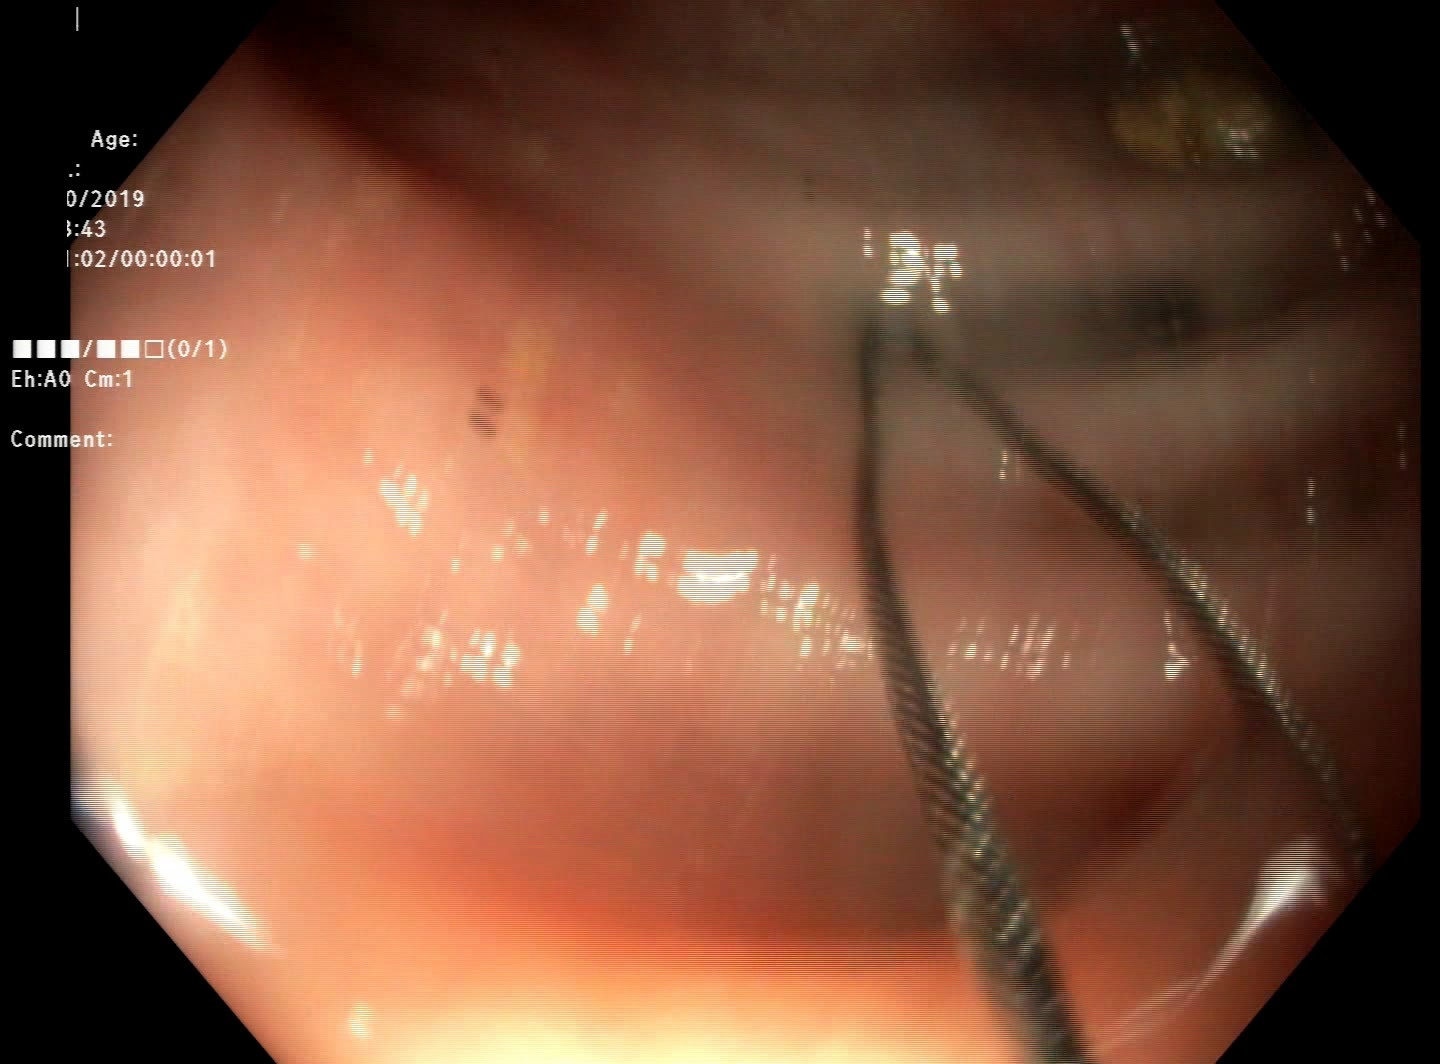 Age:
.:
0/2019
:43
:02/00:00:01
■■■/■■□(0/1)
Eh:A0 Cm:1
Comment: